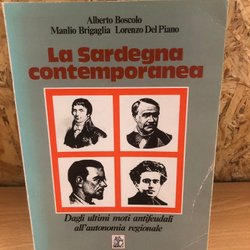 Alberto Boscolo
Manlio Brigaglia Lorenzo Del Piano
La Sardegna
contemporanea
Dagli ultimi moti antifeudali
all'autonomia regionale